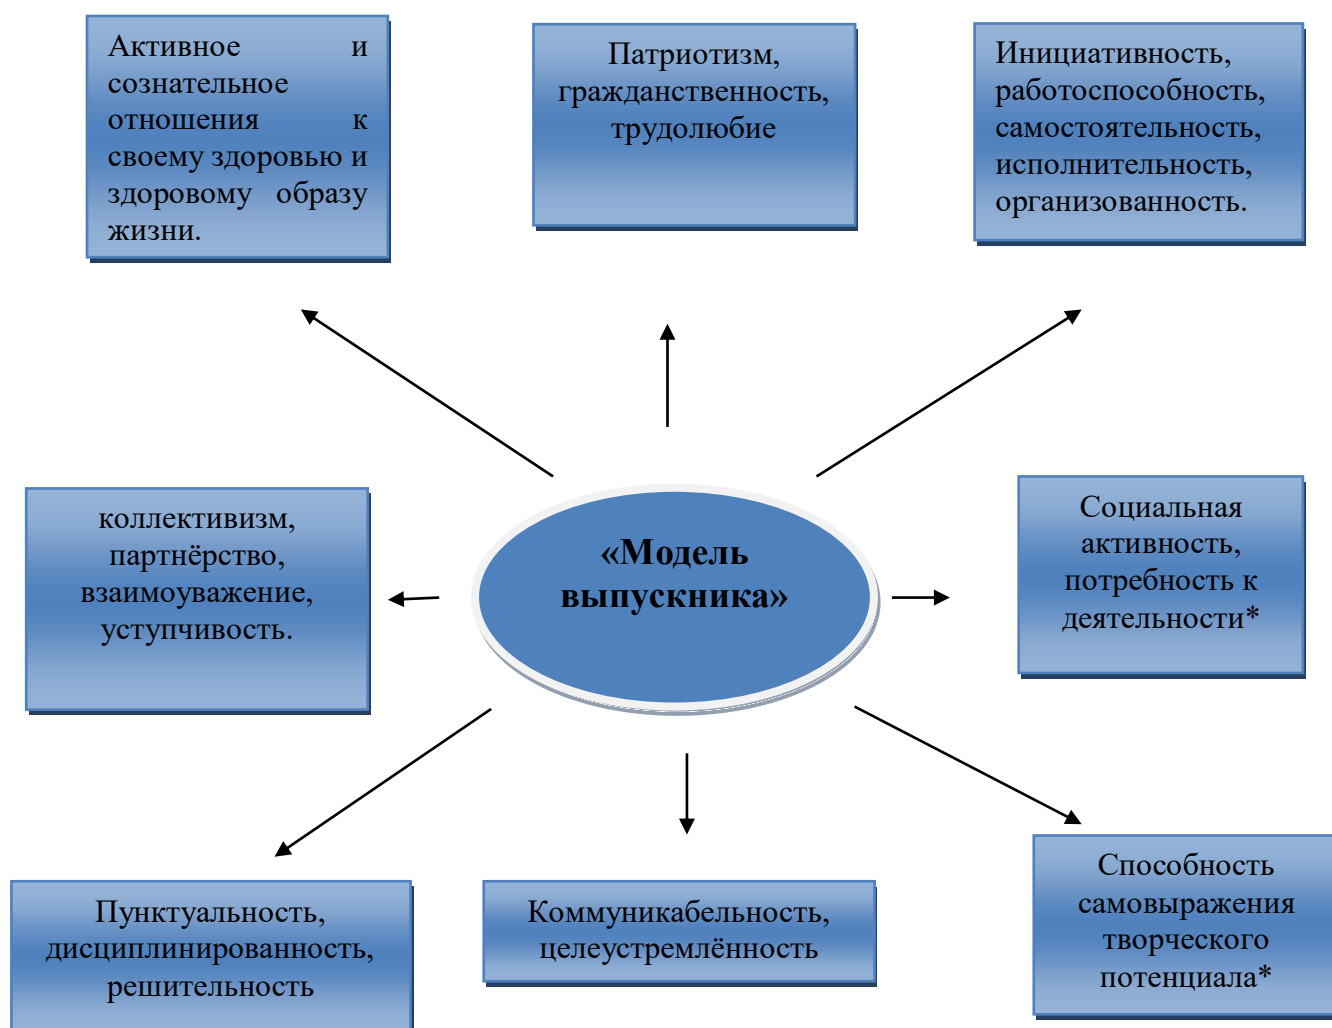 Активное и
сознательное
отношения к
своему здоровью и
здоровому образу
жизни.
Патриотизм,
гражданственность,
трудолюбие
Инициативность,
работоспособность,
самостоятельность,
исполнительность,
организованность.
коллективизм,
партнёрство,
взаимоуважение,
уступчивость.
«Модель
выпускника»
Социальная
активность,
потребность к
деятельности*
Пунктуальность,
дисциплинированность,
решительность
Коммуникабельность,
целеустремлённость
Способность
самовыражения
творческого
потенциала*